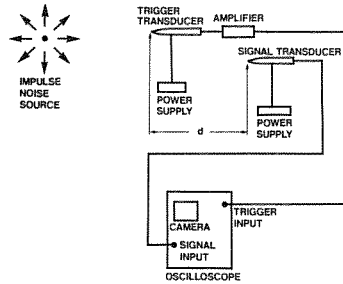 TRIGGER
TRANSDUCER
AMPLIFIER
SIGNAL TRANSDUCER
IMPULSE
NOISE
SOURCE
POWER
SUPPLY
POWER
SUPPLY
d
CAMERA
TRIGGER
INPUT
SIGNAL
INPUT
OSCILLOSCOPE